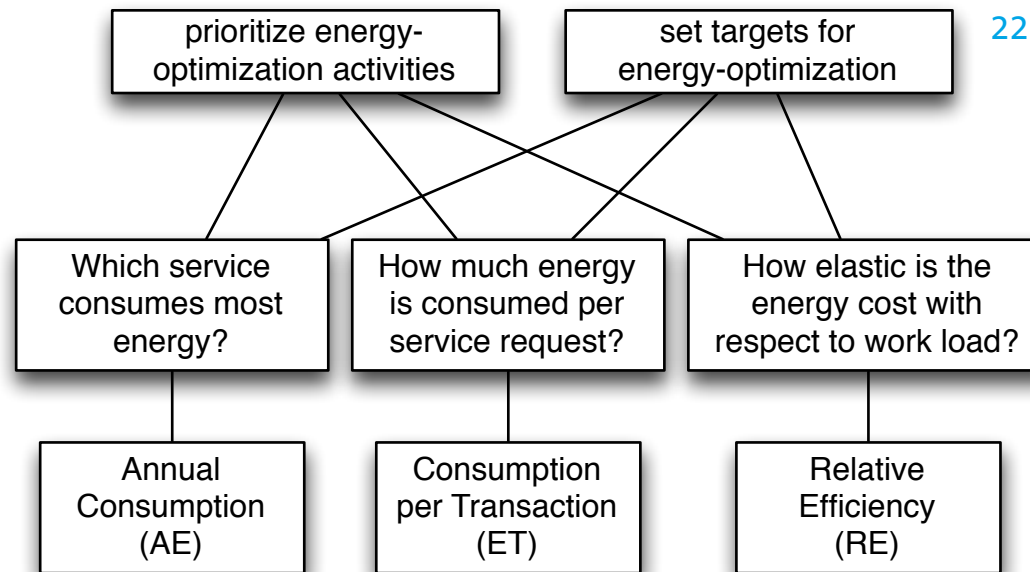 prioritize energy-
optimization activities
set targets for
energy-optimization
22
Which service
consumes most
energy?
How much energy
is consumed per
service request?
How elastic is the
energy cost with
respect to work load?
Annual
Consumption
(AE)
Consumption
per Transaction
(ET)
Relative
Efficiency
(RE)